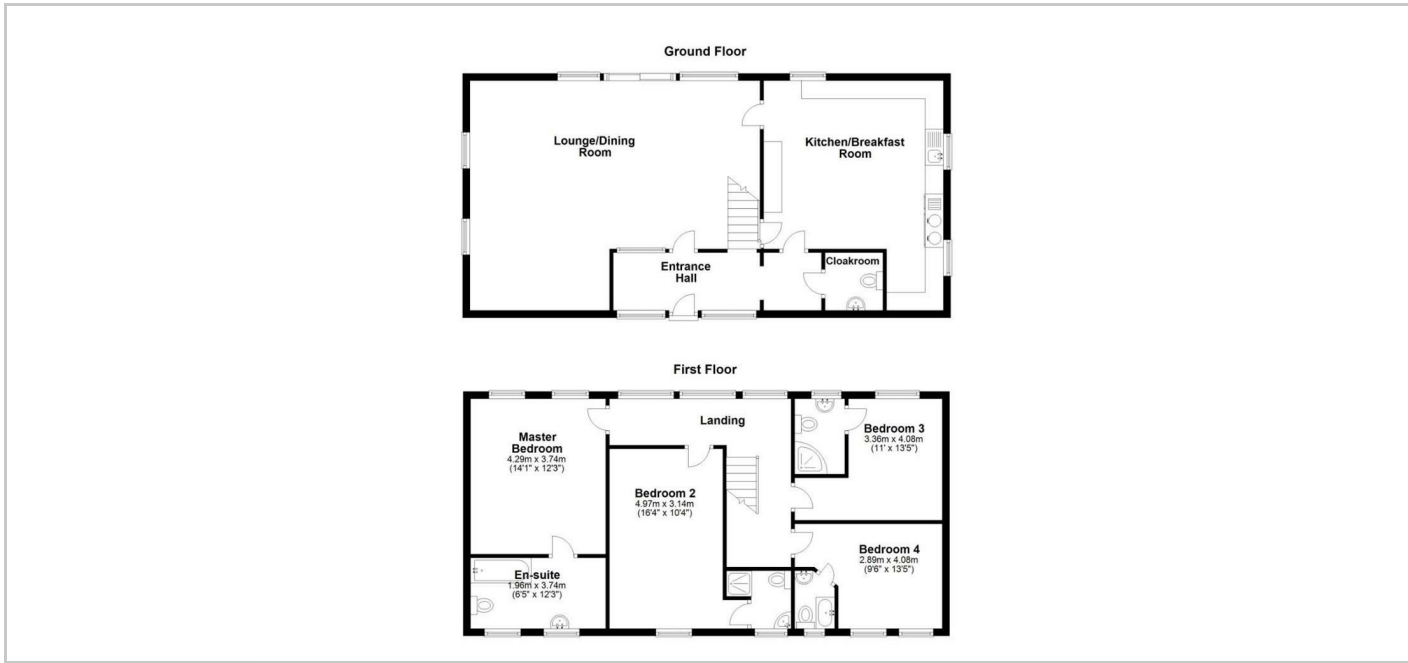 Ground Floor
Lounge/Dining
Room
Kitchen/Breakfast
Room
Entrance
Hall
Cloakroom
First Floor
Master
Bedroom
4.29m x 3.74m
(14'1" x 12'3")
Landing
Bedroom 3
3.36m x 4.08m
(11' x 13'5")
Bedroom 2
4.97m x 3.14m
(16'4" x 10'4")
Bedroom 4
2.89m x 4.08m
(9'6" x 13'5")
En-suite
1.96m x 3.74m
(6'5" x 12'3")